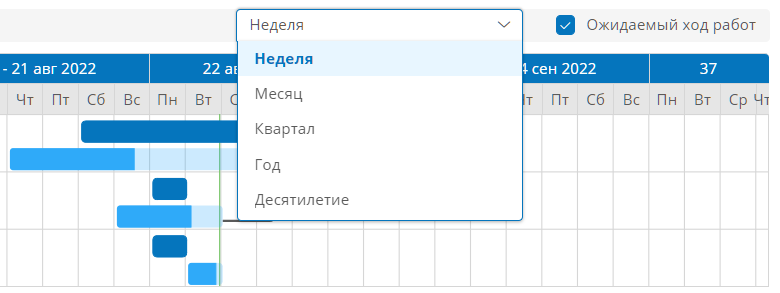 Неделя
Ожидаемый ход работ
- 21 авг 2022
22 ав
4 сен 2022
37
Чт Пт Сб Вс Пн Вт
Пт Сб Вс Пн Вт Ср Чт
Неделя
Месяц
Квартал
Год
Десятилетие